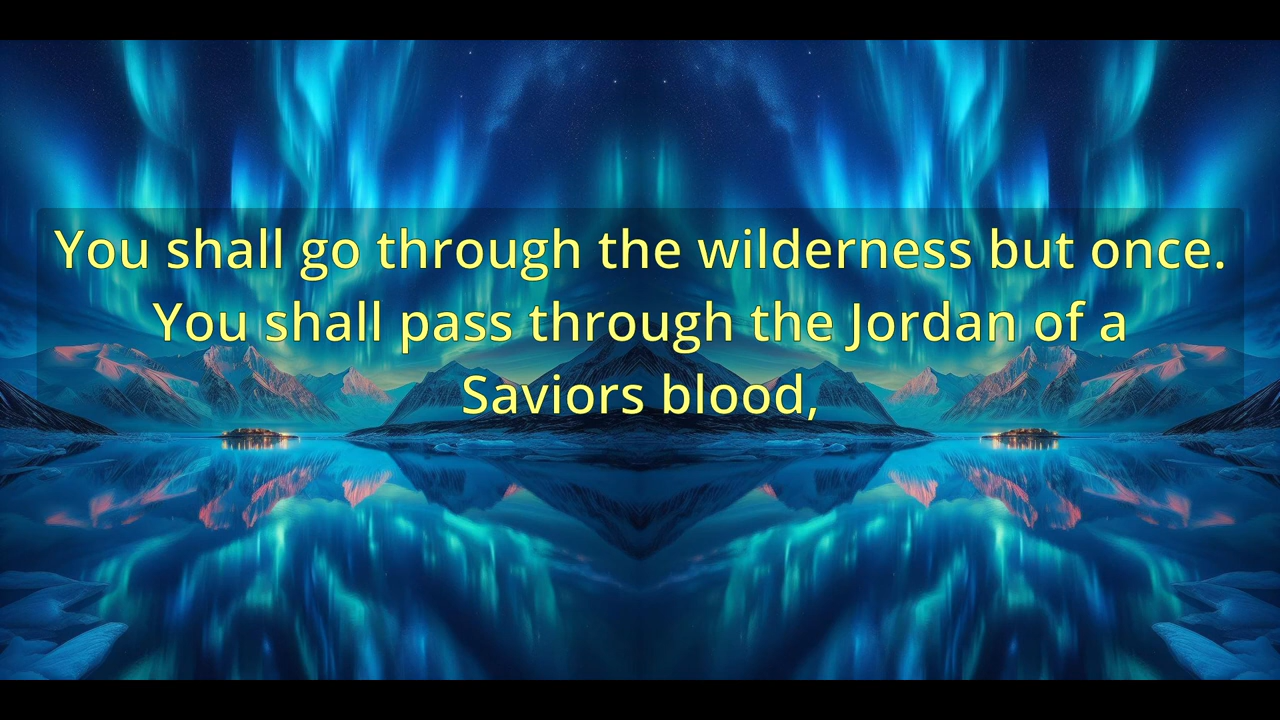 You shall go through the wilderness but once.
You shall pass through the Jordan of a
Saviors blood,